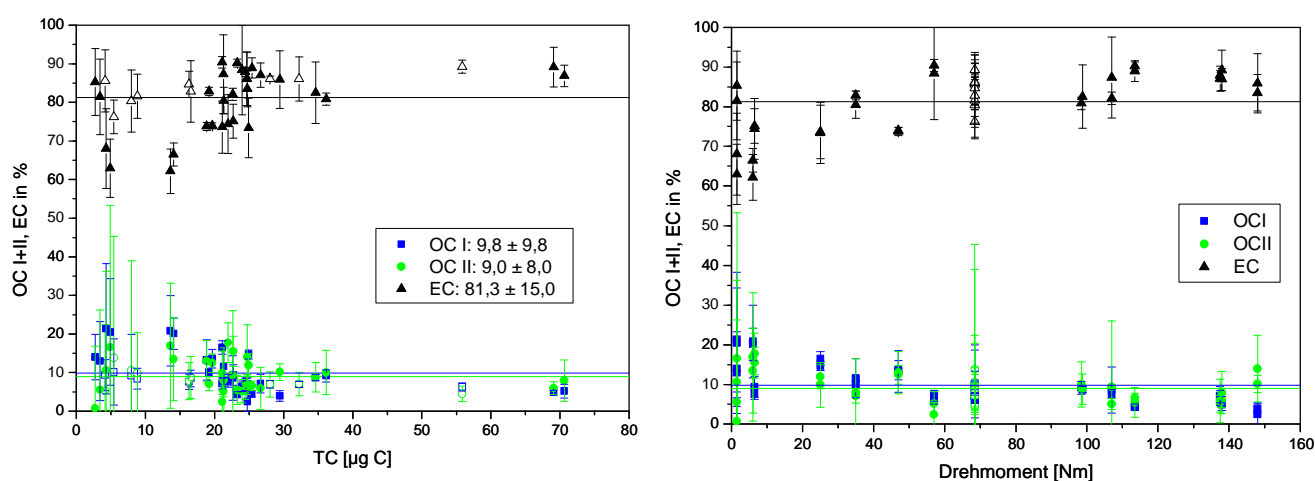 OC I+II, EC in %
100
90
80
70
60
50
40
30
20
10
0
0 10 20 30 40 50 60 70 80
TC [µg C]
OC I: 9,8 ± 9,8
OC II: 9,0 ± 8,0
EC: 81,3 ± 15,0
OC I+II, EC in %
100
90
80
70
60
50
40
30
20
10
0
0 20 40 60 80 100 120 140 160
Drehmoment [Nm]
OCI
OCII
EC